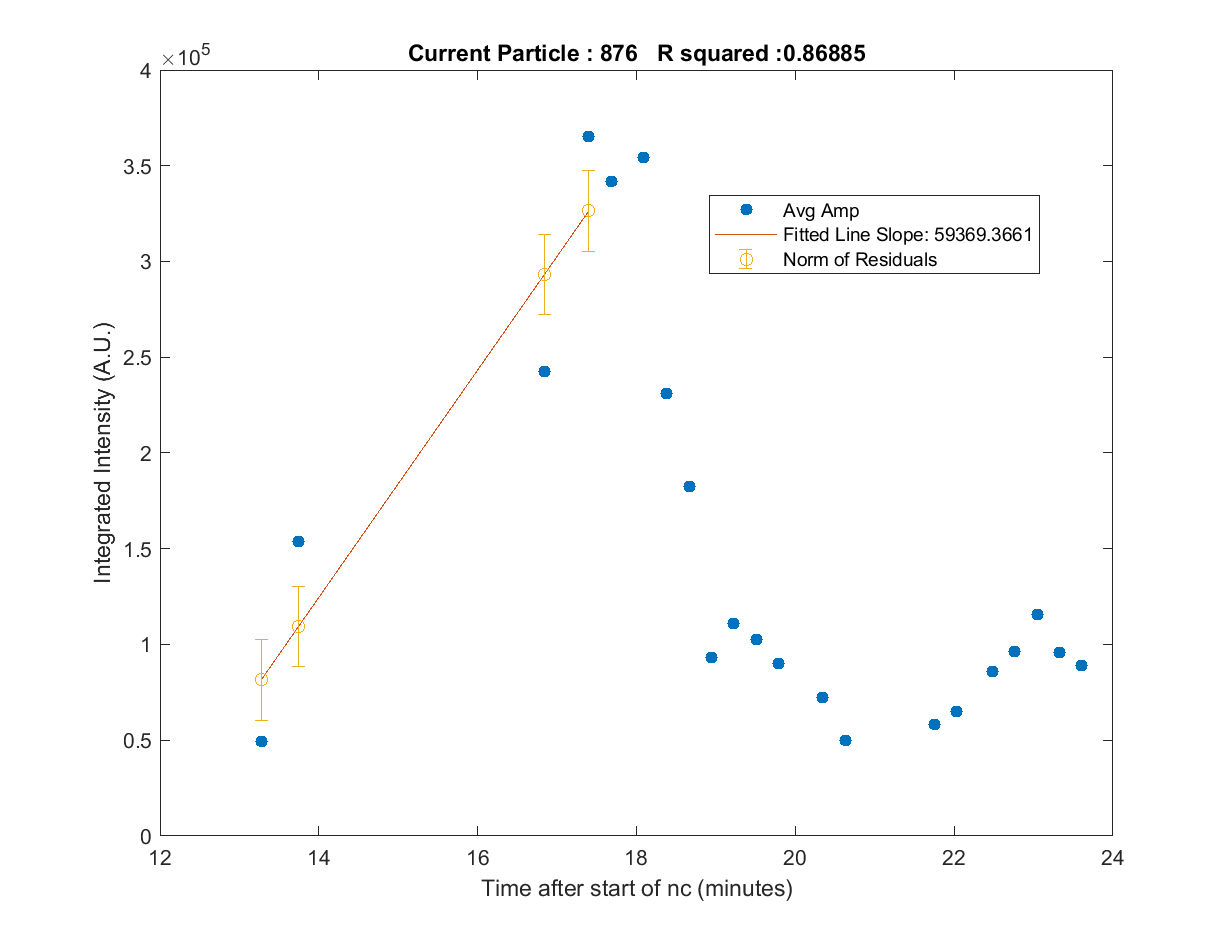 Current Particle : 876 R squared :0.86885
×10^5
4
3.5
3
2.5
2
1.5
1
0.5
0
Integrated Intensity (A.U.)
Avg Amp
Fitted Line Slope: 59369.3661
Norm of Residuals
12 14 16 18 20 22 24
Time after start of nc (minutes)